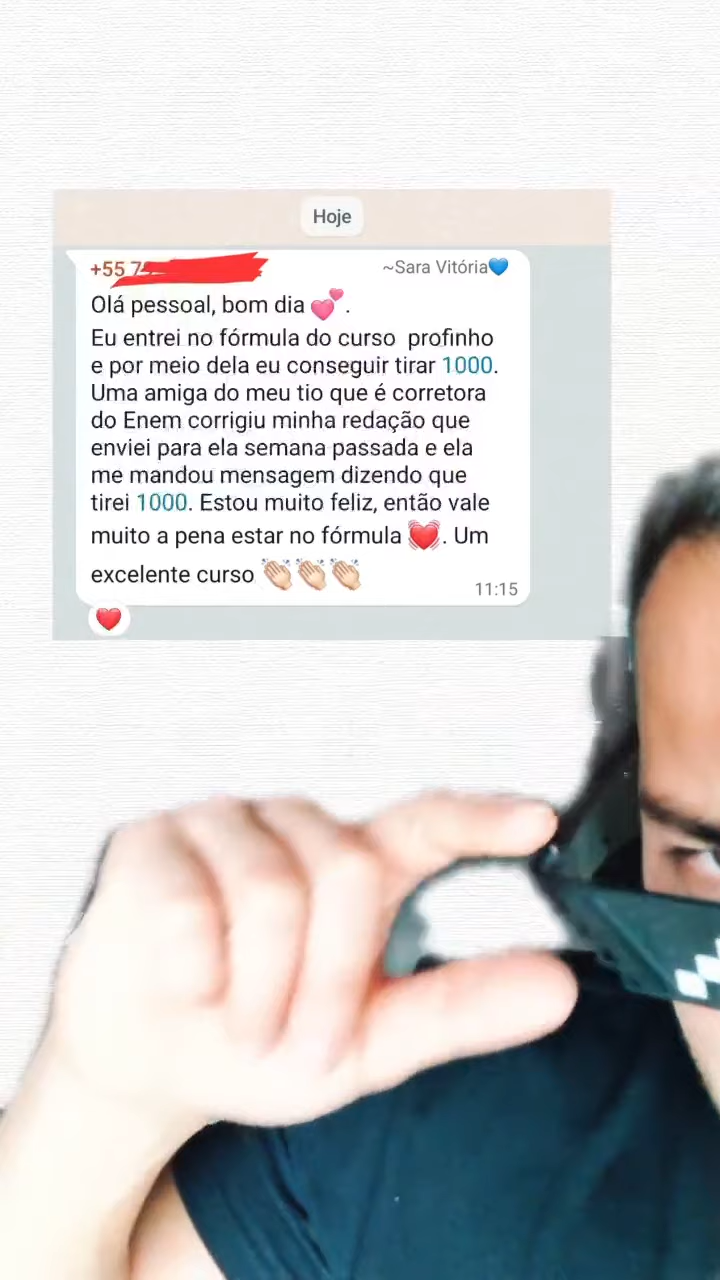 Hoje
+55 7
~Sara Vitória💙
Olá pessoal, bom dia 💕.
Eu entrei no fórmula do curso profinho
e por meio dela eu conseguir tirar 1000.
Uma amiga do meu tio que é corretora
do Enem corrigiu minha redação que
enviei para ela semana passada e ela
me mandou mensagem dizendo que
tirei 1000. Estou muito feliz, então vale
muito a pena estar no fórmula 💓. Um
excelente curso 👏🏼👏🏼👏🏼
11:15